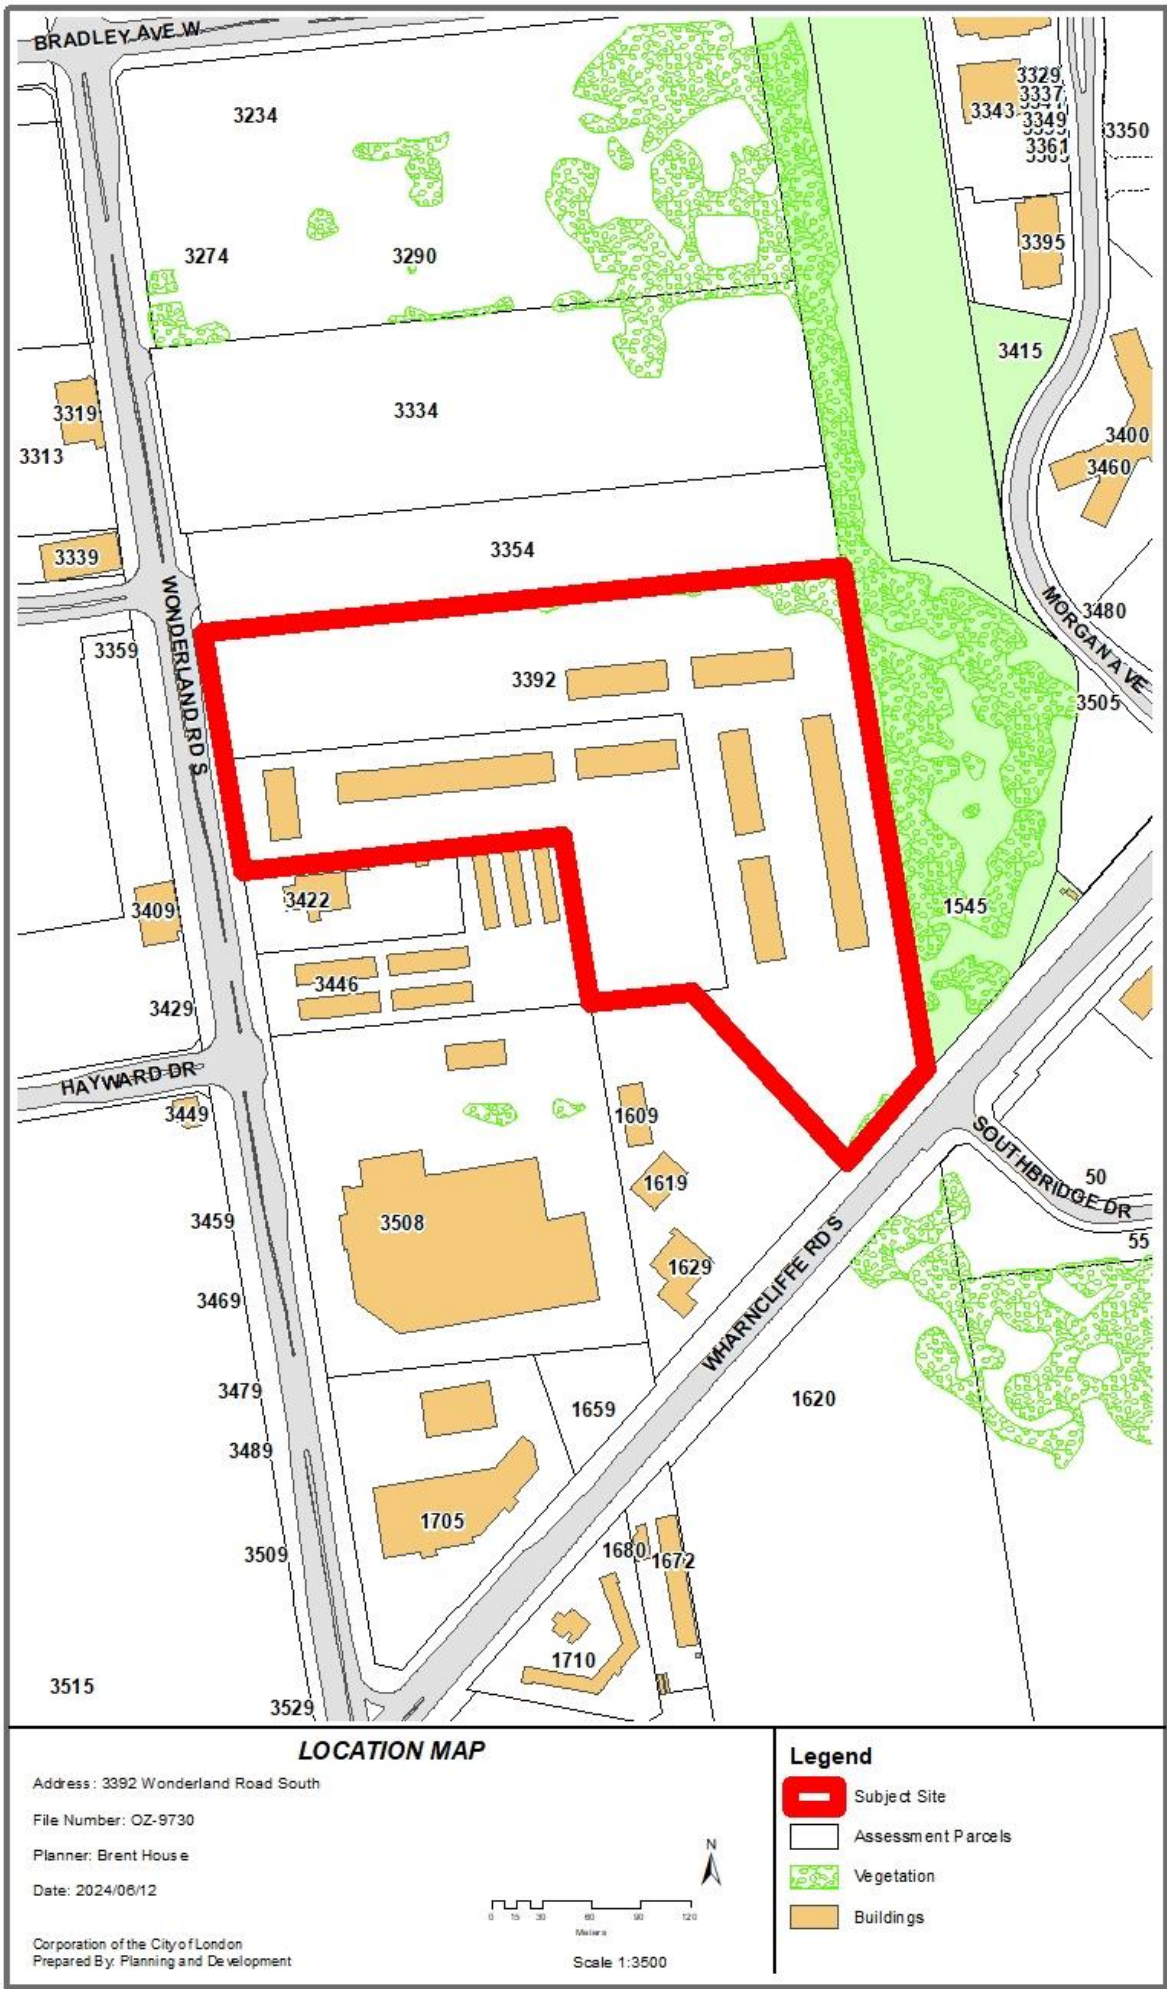 BRADLEY AVE W
3234
3329
3337
3343
3349
3350
3361
3274
3290
3395
3415
3319
3334
3313
3400
3460
3339
3354
WONDERLAND RD S
MORGAN AVE
3480
3359
3392
3505
3422
3409
1545
3446
3429
HAYWARD DR
3449
1609
SOUTHBRIDGE DR
50
1619
3459
3508
55
1629
WHARNCLIFFE RD S
3469
3479
1659
1620
3489
1705
3509
1680
1672
1710
3515
3529
LOCATION MAP
Address: 3392 Wonderland Road South
File Number: OZ-9730
Planner: Brent House
Date: 2024/06/12
Corporation of the City of London
Prepared By: Planning and Development
N
0 15 30 60 90 120
Meters
Scale 1:3500
Legend
Subject Site
Assessment Parcels
Vegetation
Buildings